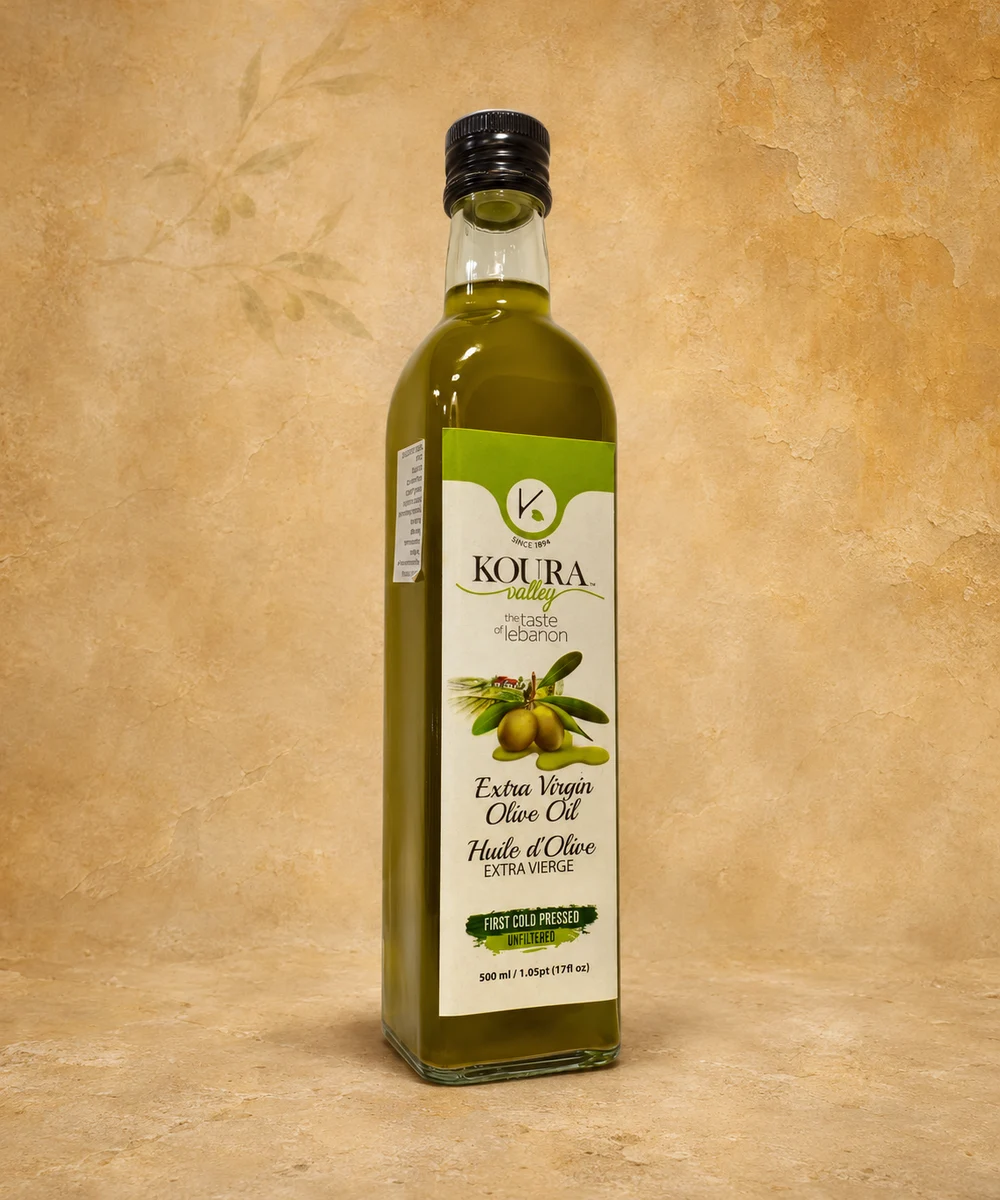 SINCE 1894
KOURA™
valley
the taste
of lebanon
Extra Virgin
Olive Oil
Huile d'Olive
EXTRA VIERGE
FIRST COLD PRESSED
UNFILTERED
500 ml / 1.05pt (17fl oz)